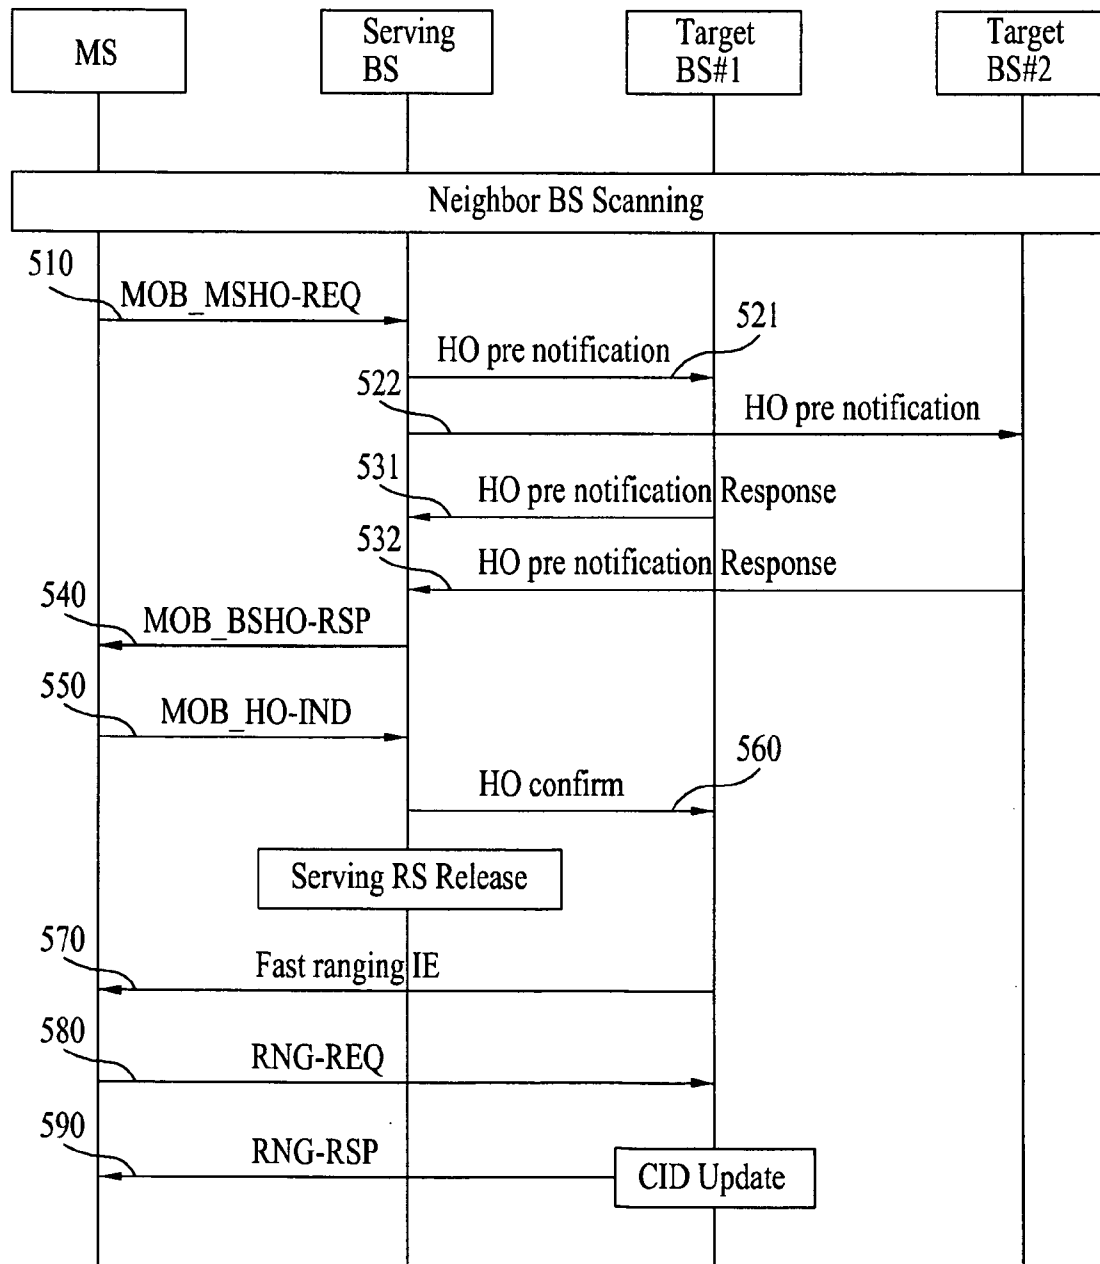 MS
Serving
BS
Target
BS#1
Target
BS#2
Neighbor BS Scanning
510
MOB_MSHO-REQ
521
HO pre notification
522
HO pre notification
531
HO pre notification Response
532
HO pre notification Response
540
MOB_BSHO-RSP
550
MOB_HO-IND
560
HO confirm
Serving RS Release
570
Fast ranging IE
580
RNG-REQ
590
RNG-RSP
CID Update